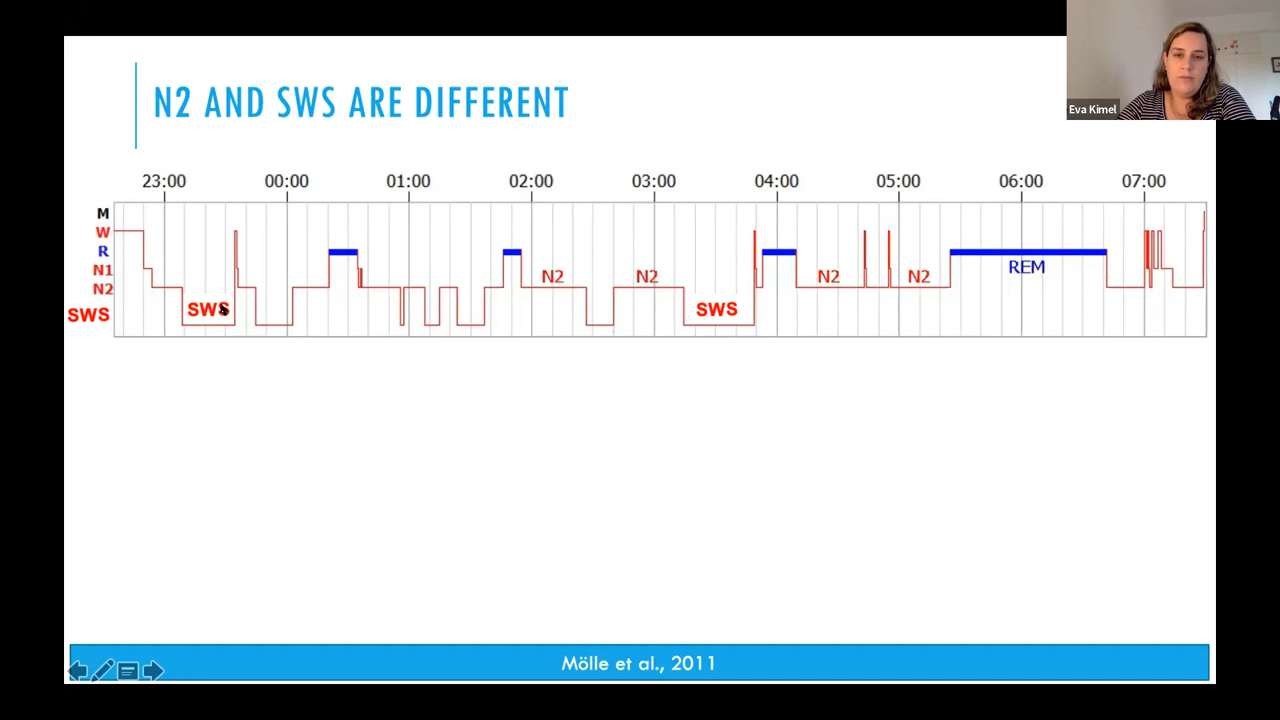 Eva Kimel
N2 AND SWS ARE DIFFERENT
23:00 00:00 01:00 02:00 03:00 04:00 05:00 06:00 07:00
M
W
R
N1
N2
SWS
SWS N2 N2 SWS N2 N2 REM
Mölle et al., 2011